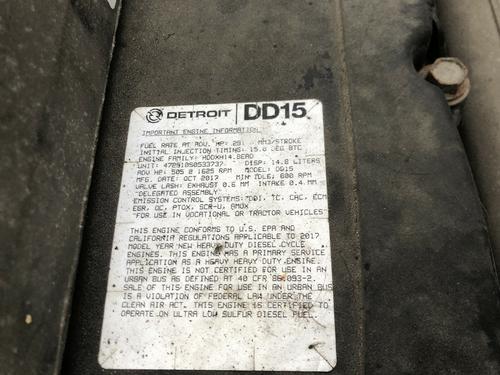 DETROIT DD15
IMPORTANT ENGINE INFORMATION
FUEL RATE AT ADV. HP: 291 MM3/STROKE
INITIAL INJECTION TIMING: 15.0 DEG BTC
ENGINE FAMILY: HDDXH14.8EAD
UNIT: DISP: 14.8 LITERS
ADV HP: 505 @ 1625 RPM MODEL: DD15
MFG. DATE: OCT 2017 MIN IDLE: 600 RPM
VALVE LASH: EXHAUST 0.6 MM INTAKE 0.4 MM
"DELEGATED ASSEMBLY"
EMISSION CONTROL SYSTEMS: DDI, TC, CAC, ECM
EGR, OC, PTOX, SCR-U, AMOX
"FOR USE IN VOCATIONAL OR TRACTOR VEHICLES"
THIS ENGINE CONFORMS TO U.S. EPA AND
CALIFORNIA REGULATIONS APPLICABLE TO 2017
MODEL YEAR NEW HEAVY DUTY DIESEL CYCLE
ENGINES. THIS ENGINE HAS A PRIMARY SERVICE
APPLICATION AS A HEAVY HEAVY DUTY ENGINE.
THIS ENGINE IS NOT CERTIFIED FOR USE IN AN
URBAN BUS AS DEFINED AT 40 CFR 86.093-2.
SALE OF THIS ENGINE FOR USE IN AN URBAN BUS
IS A VIOLATION OF FEDERAL LAW UNDER THE
CLEAN AIR ACT. THIS ENGINE IS CERTIFIED TO
OPERATE ON ULTRA LOW SULFUR DIESEL FUEL.